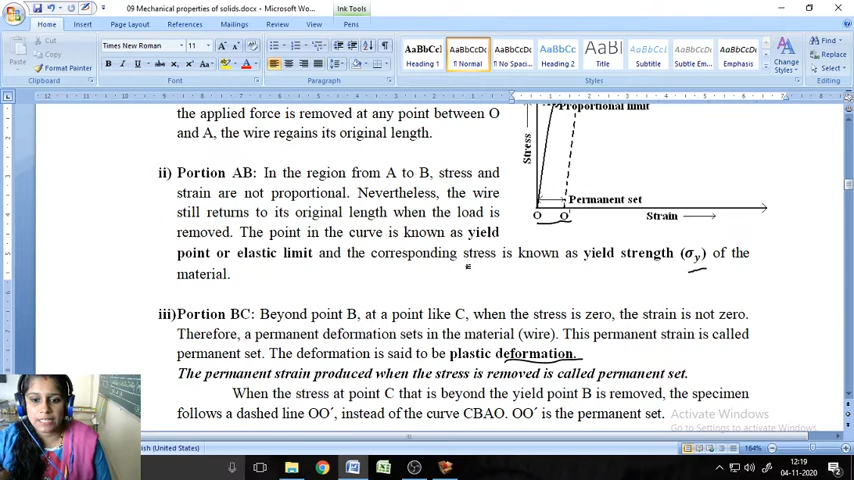 09 Mechanical properties of solids.docx - Microsoft Wo...
Ink Tools
Home Insert Page Layout References Mailings Review View Pens
Cut
Copy
Paste
Format Painter
Clipboard
Times New Roman 11
Font
Paragraph
AaBbCcI AaBbCcDc AaBbCcDc AaBbCc AaBbI AaBbCcI AaBbCcDc AaBbCcDc
Heading 1 ¶ Normal ¶ No Spaci... Heading 2 Title Subtitle Subtle Em... Emphasis
Styles
Change
Styles
Find
Replace
Select
Editing
the applied force is removed at any point between O
and A, the wire regains its original length.
ii) Portion AB: In the region from A to B, stress and
strain are not proportional. Nevertheless, the wire
still returns to its original length when the load is
removed. The point in the curve is known as yield
point or elastic limit and the corresponding stress is known as yield strength (σy) of the
material.
Proportional limit
Stress
Permanent set
O O'
Strain
iii) Portion BC: Beyond point B, at a point like C, when the stress is zero, the strain is not zero.
Therefore, a permanent deformation sets in the material (wire). This permanent strain is called
permanent set. The deformation is said to be plastic deformation.
The permanent strain produced when the stress is removed is called permanent set.
When the stress at point C that is beyond the yield point B is removed, the specimen
follows a dashed line OO´, instead of the curve CBAO. OO´ is the permanent set.
Activate Windows
Go to Settings to activate Windows.
English (United States)
164%
12:19
04-11-2020